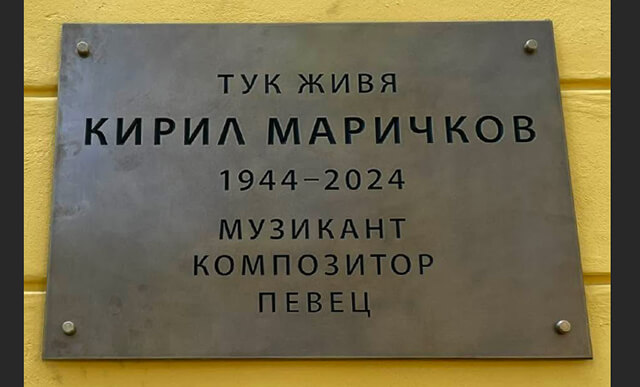 ТУК ЖИВЯ
КИРИЛ МАРИЧКОВ
1944–2024
МУЗИКАНТ
КОМПОЗИТОР
ПЕВЕЦ